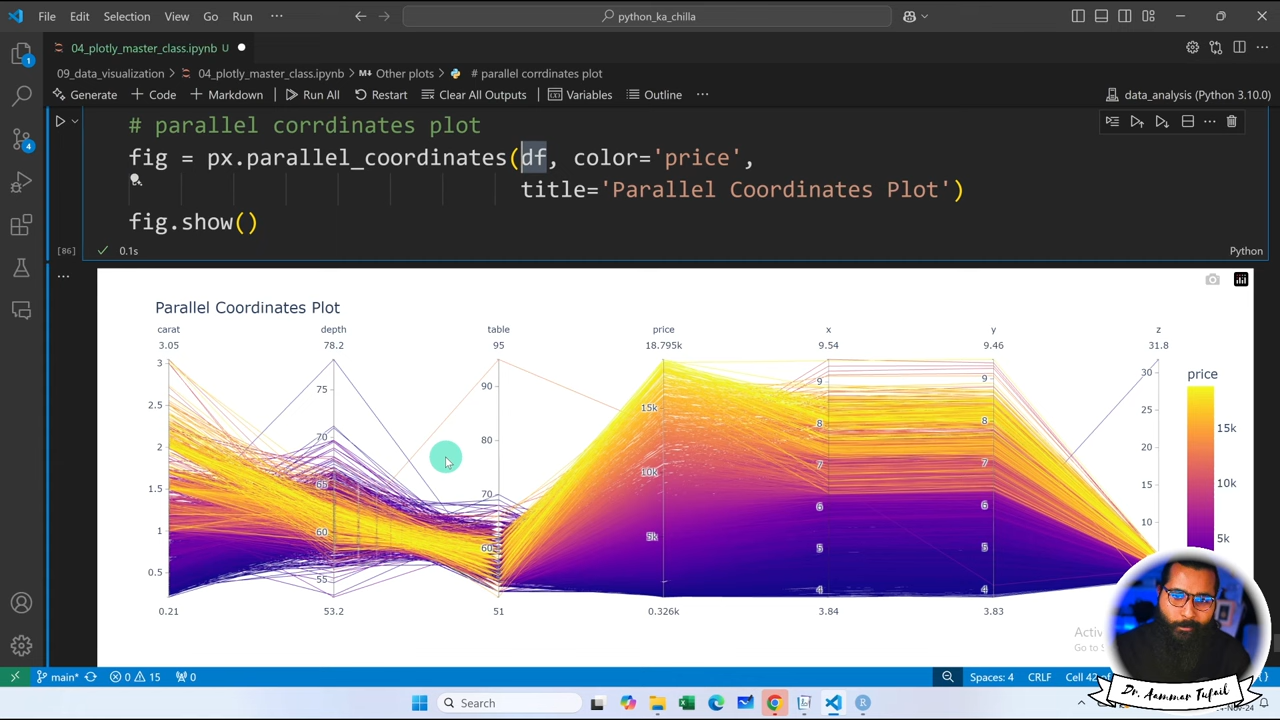 File Edit Selection View Go Run ··· python_ka_chilla
04_plotly_master_class.ipynb U
09_data_visualization > 04_plotly_master_class.ipynb > M↓ Other plots > # parallel corrdinates plot
Generate + Code + Markdown Run All Restart Clear All Outputs Variables Outline ··· data_analysis (Python 3.10.0)
# parallel corrdinates plot
fig = px.parallel_coordinates(df, color='price',
title='Parallel Coordinates Plot')
fig.show()
[86] 0.1s Python
Parallel Coordinates Plot
carat depth table price x y z
3.05 78.2 95 18.795k 9.54 9.46 31.8
3 2.5 2 1.5 1 0.5
75 70 65 60 55
90 80 70 60
15k 10k 5k
9 8 7 6 5 4
9 8 7 6 5 4
30 25 20 15 10
price
15k
10k
5k
0.21 53.2 51 0.326k 3.84 3.83
Dr. Aammar Tufail
main* 0 15 0 Spaces: 4 CRLF
Search